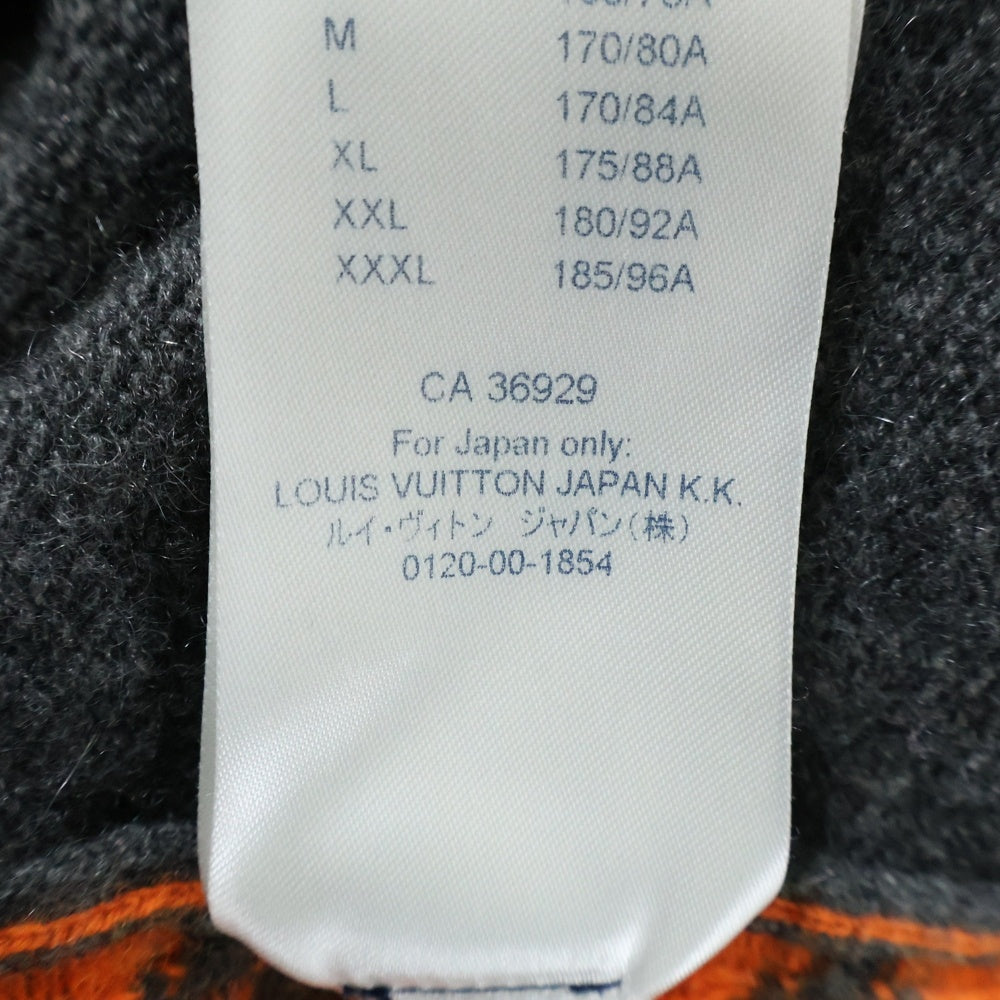 M 170/80A
L 170/84A
XL 175/88A
XXL 180/92A
XXXL 185/96A
CA 36929
For Japan only:
LOUIS VUITTON JAPAN K.K.
ルイ・ヴィトン ジャパン(株)
0120-00-1854